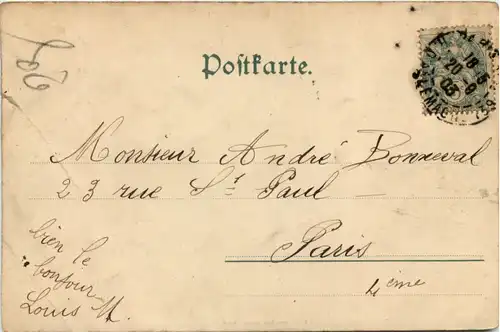 Postkarte.
Monsieur André Bonneval
23 rue St Paul
Paris
4ème
bien le
bonjour
Louis M.